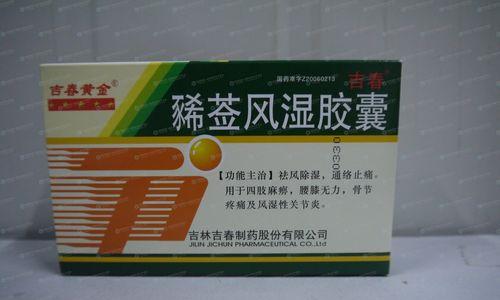 吉春黄金®
国药准字Z20060213
吉春
豨莶风湿胶囊
【功能主治】祛风除湿，通络止痛。
用于四肢麻痹，腰膝无力，骨节
疼痛及风湿性关节炎。
吉林吉春制药股份有限公司
JILIN JICHUN PHARMACEUTICAL CO.,Ltd